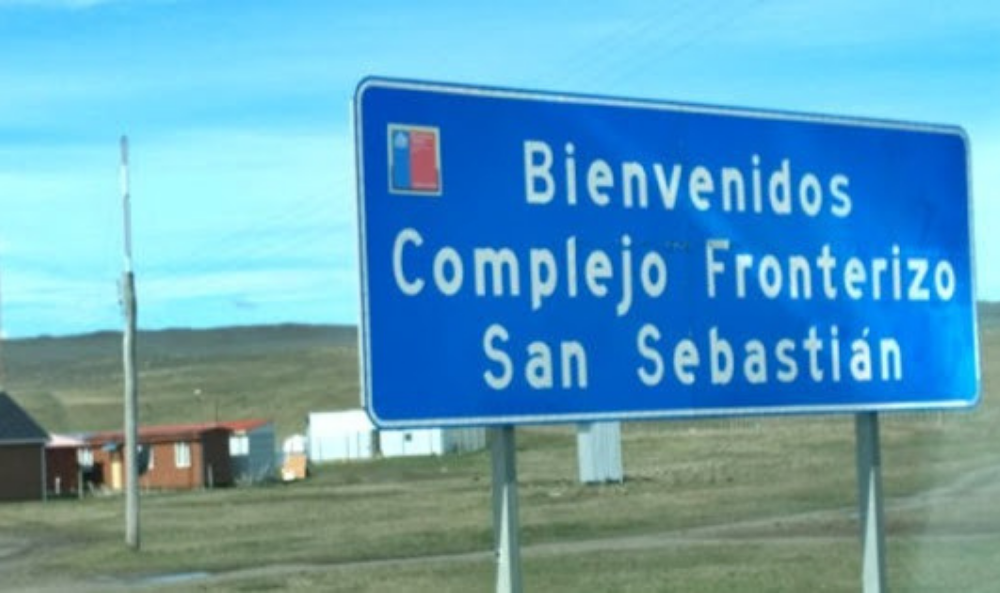 Bienvenidos
Complejo Fronterizo
San Sebastián